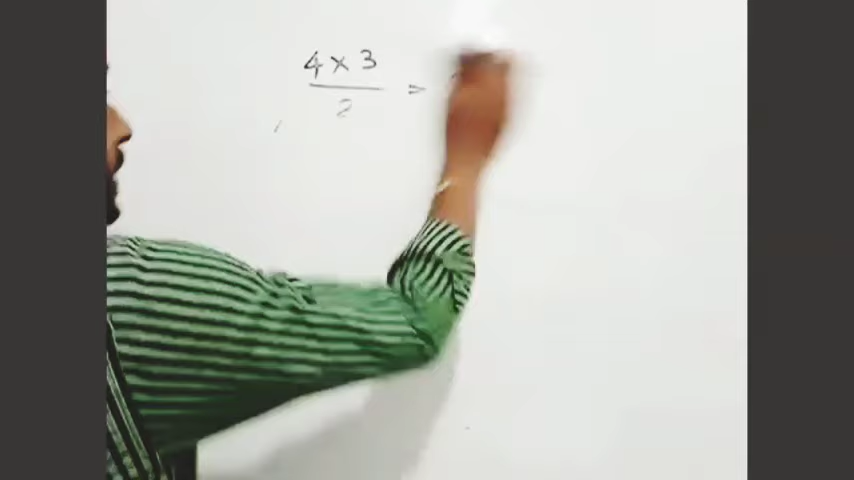 4 × 3
2 =